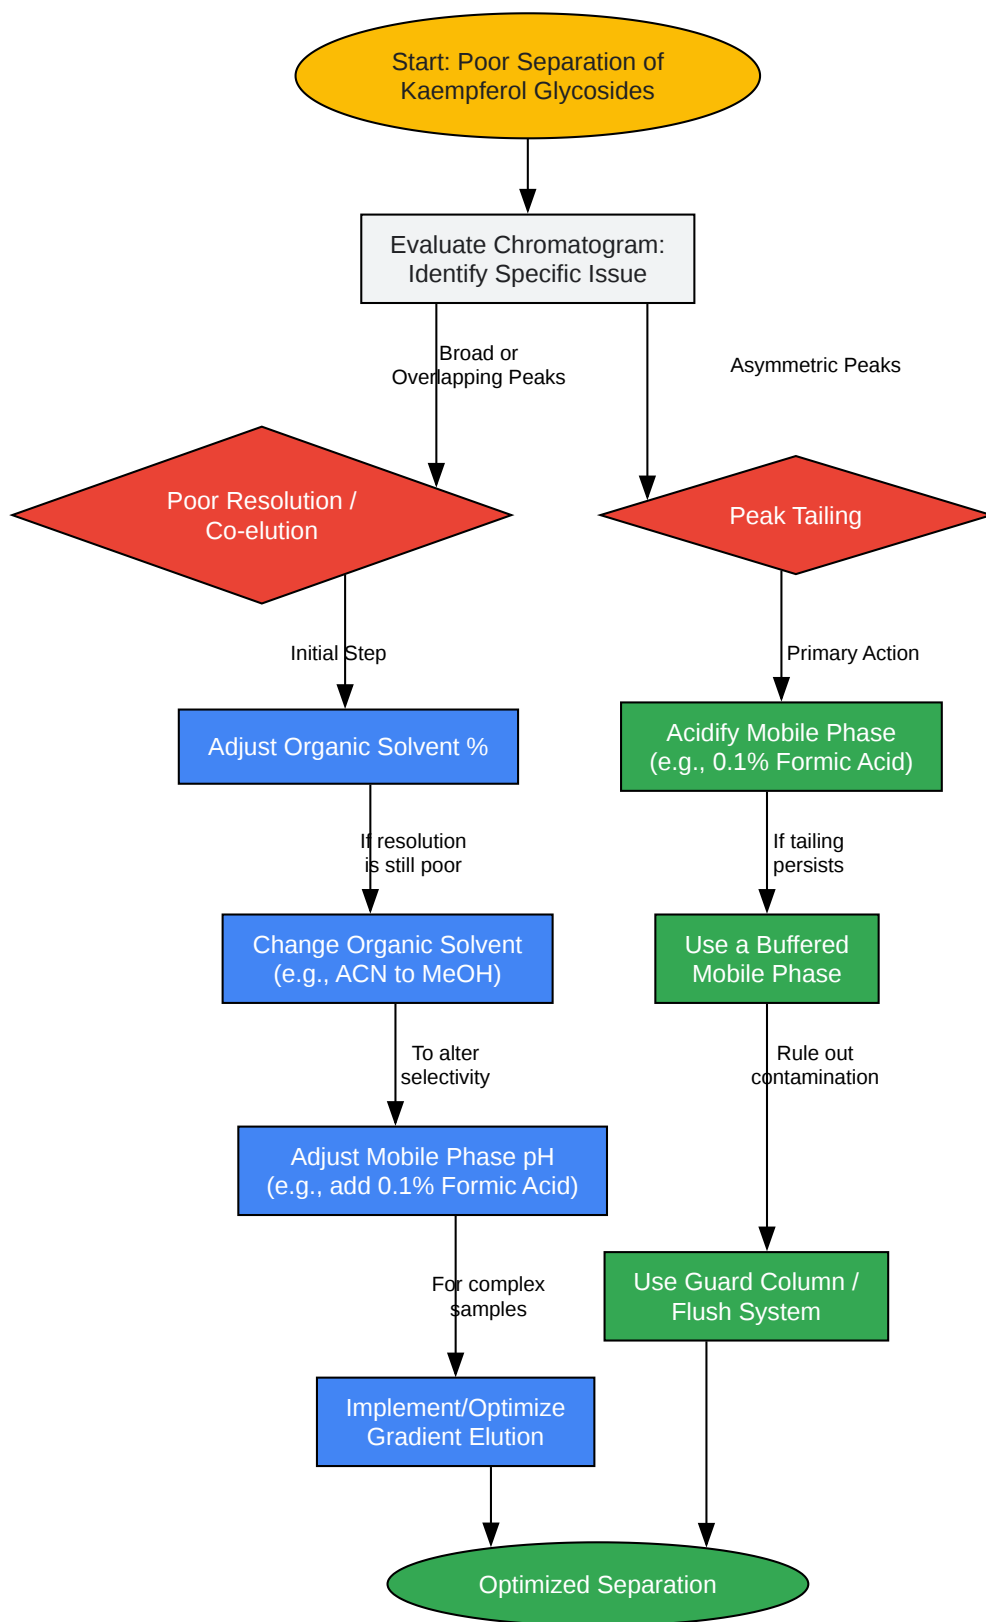 Start: Poor Separation of
Kaempferol Glycosides
Evaluate Chromatogram:
Identify Specific Issue
Broad or
Overlapping Peaks
Asymmetric Peaks
Poor Resolution /
Co-elution
Peak Tailing
Initial Step
Primary Action
Adjust Organic Solvent %
Acidify Mobile Phase
(e.g., 0.1% Formic Acid)
If resolution
is still poor
If tailing
persists
Change Organic Solvent
(e.g., ACN to MeOH)
Use a Buffered
Mobile Phase
To alter
selectivity
Rule out
contamination
Adjust Mobile Phase pH
(e.g., add 0.1% Formic Acid)
For complex
samples
Use Guard Column /
Flush System
Implement/Optimize
Gradient Elution
Optimized Separation